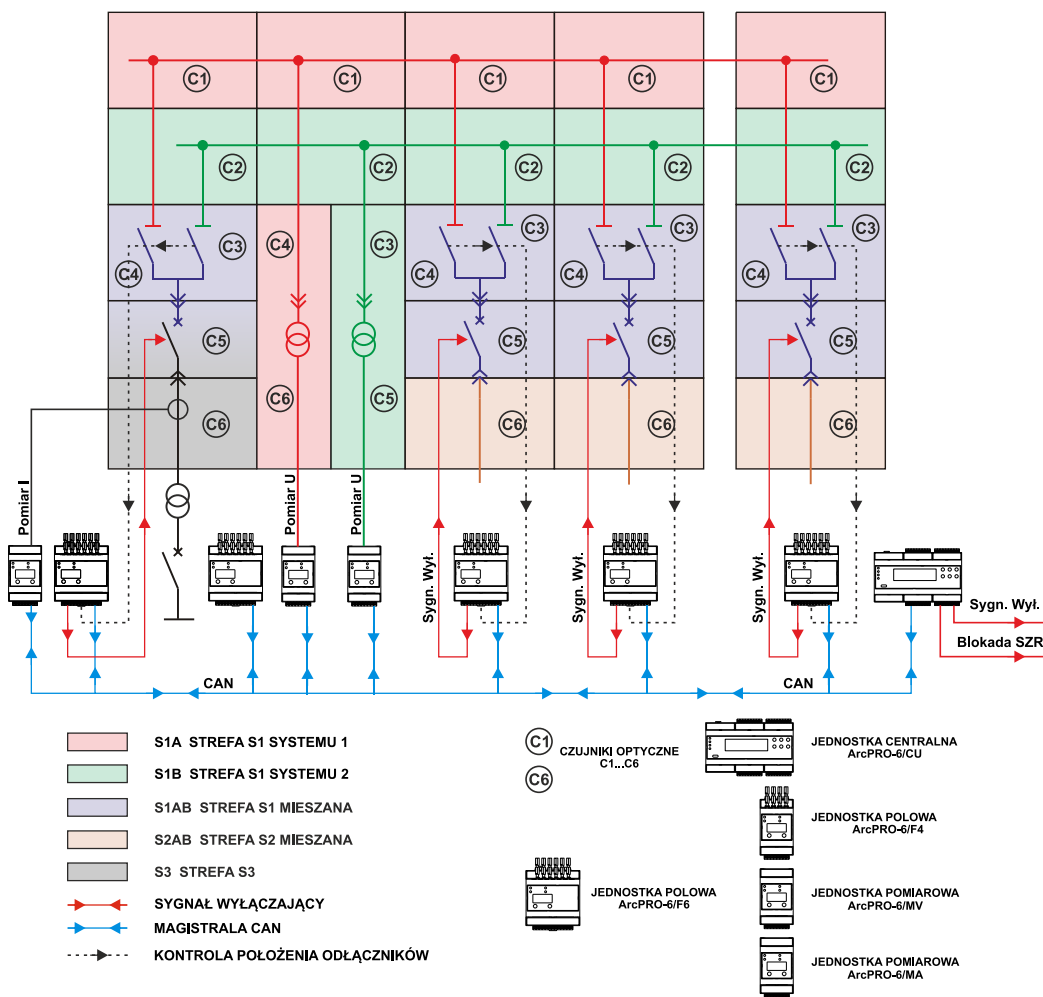 C1 C1 C1 C1 C1
C2 C2 C2 C2
C3 C4 C3 C3 C3 C3
C4 C4 C4 C4
C5 C5 C5 C5
C6 C6 C5 C6 C6 C6
Pomiar I
Pomiar U
Pomiar U
Sygn. Wył.
Sygn. Wył.
Sygn. Wył.
Sygn. Wył.
Blokada SZR
CAN
CAN
S1A STREFA S1 SYSTEMU 1
S1B STREFA S1 SYSTEMU 2
S1AB STREFA S1 MIESZANA
S2AB STREFA S2 MIESZANA
S3 STREFA S3
SYGNAŁ WYŁĄCZAJĄCY
MAGISTRALA CAN
KONTROLA POŁOŻENIA ODŁĄCZNIKÓW
C1
CZUJNIKI OPTYCZNE
C1...C6
C6
JEDNOSTKA POLOWA
ArcPRO-6/F6
JEDNOSTKA CENTRALNA
ArcPRO-6/CU
JEDNOSTKA POLOWA
ArcPRO-6/F4
JEDNOSTKA POMIAROWA
ArcPRO-6/MV
JEDNOSTKA POMIAROWA
ArcPRO-6/MA